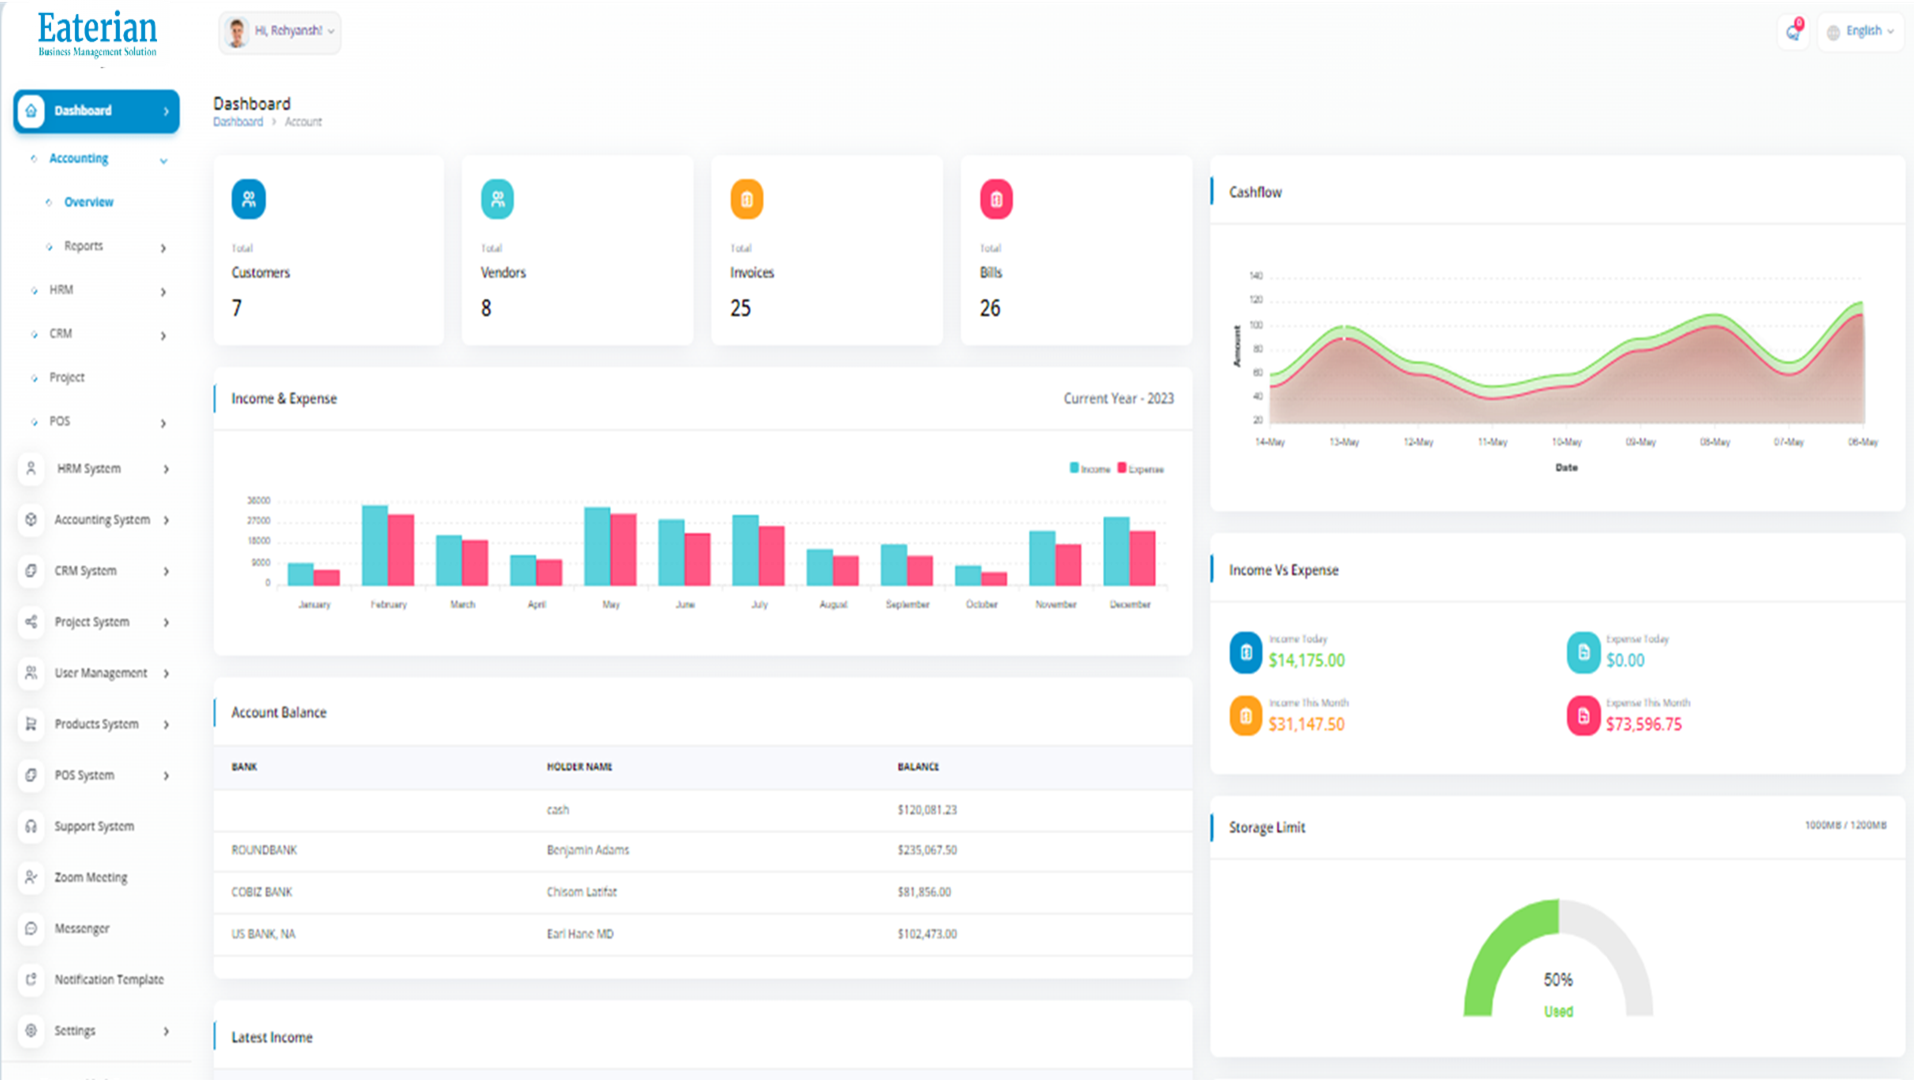 Eaterian
Business Management Solution
Hi, Rehyansh!
0
English
Dashboard
Accounting
Overview
Reports
HRM
CRM
Project
POS
HRM System
Accounting System
CRM System
Project System
User Management
Products System
POS System
Support System
Zoom Meeting
Messenger
Notification Template
Settings
Dashboard
Dashboard > Account
Total
Customers
7
Total
Vendors
8
Total
Invoices
25
Total
Bills
26
Income & Expense
Current Year - 2023
Income Expense
36000
27000
18000
9000
0
January February March April May June July August September October November December
Account Balance
BANK HOLDER NAME BALANCE
cash $120,081.23
ROUNDBANK Benjamin Adams $235,067.50
COBIZ BANK Chisom Latifat $81,856.00
US BANK, NA Earl Hane MD $102,473.00
Latest Income
Cashflow
140
120
100
80
60
40
20
Amount
14-May 13-May 12-May 11-May 10-May 09-May 08-May 07-May 06-May
Date
Income Vs Expense
Income Today
$14,175.00
Expense Today
$0.00
Income This Month
$31,147.50
Expense This Month
$73,596.75
Storage Limit
1000MB / 1200MB
50%
Used